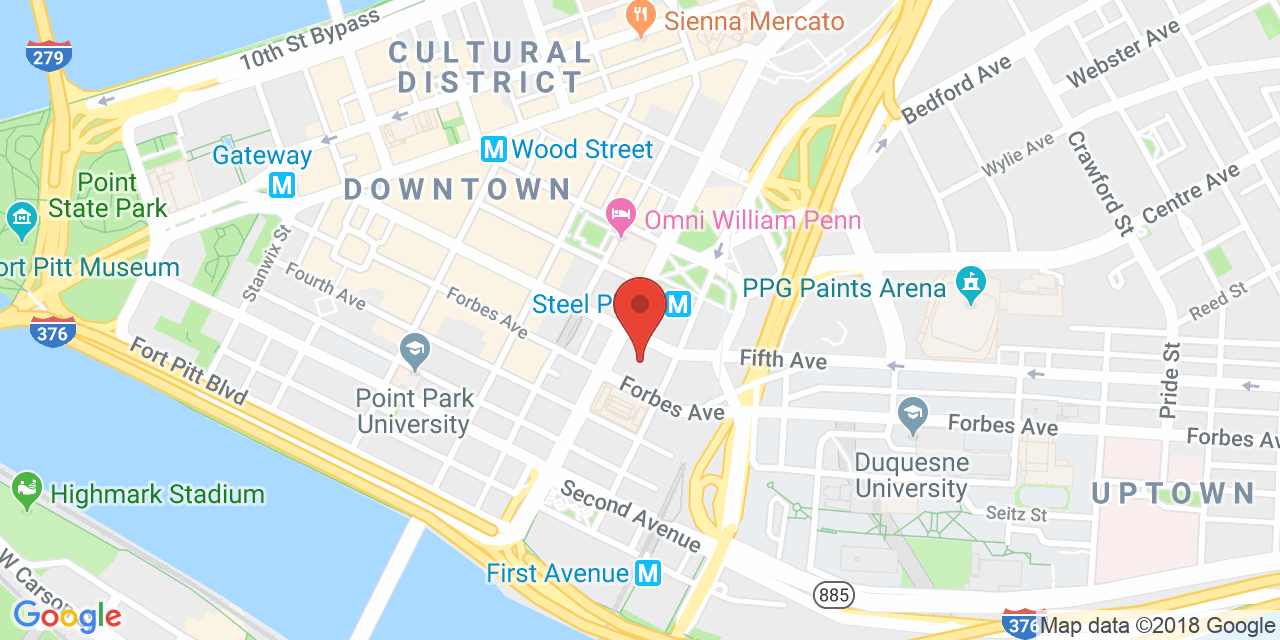 Sienna Mercato
279
10th St Bypass
CULTURAL
DISTRICT
Webster Ave
Bedford Ave
Wylie Ave
Crawford St
Centre Ave
Gateway
M
M Wood Street
Point
State Park
DOWNTOWN
Omni William Penn
Stanwix St
ort Pitt Museum
Fourth Ave
Forbes Ave
Steel P
M
PPG Paints Arena
Reed St
376
Fort Pitt Blvd
Fifth Ave
Pride St
Point Park
University
Forbes Ave
Forbes Ave
Forbes A
Duquesne
University
UPTOWN
Highmark Stadium
Second Avenue
Seitz St
First Avenue M
W Carson
885
Google
376
Map data ©2018 Google